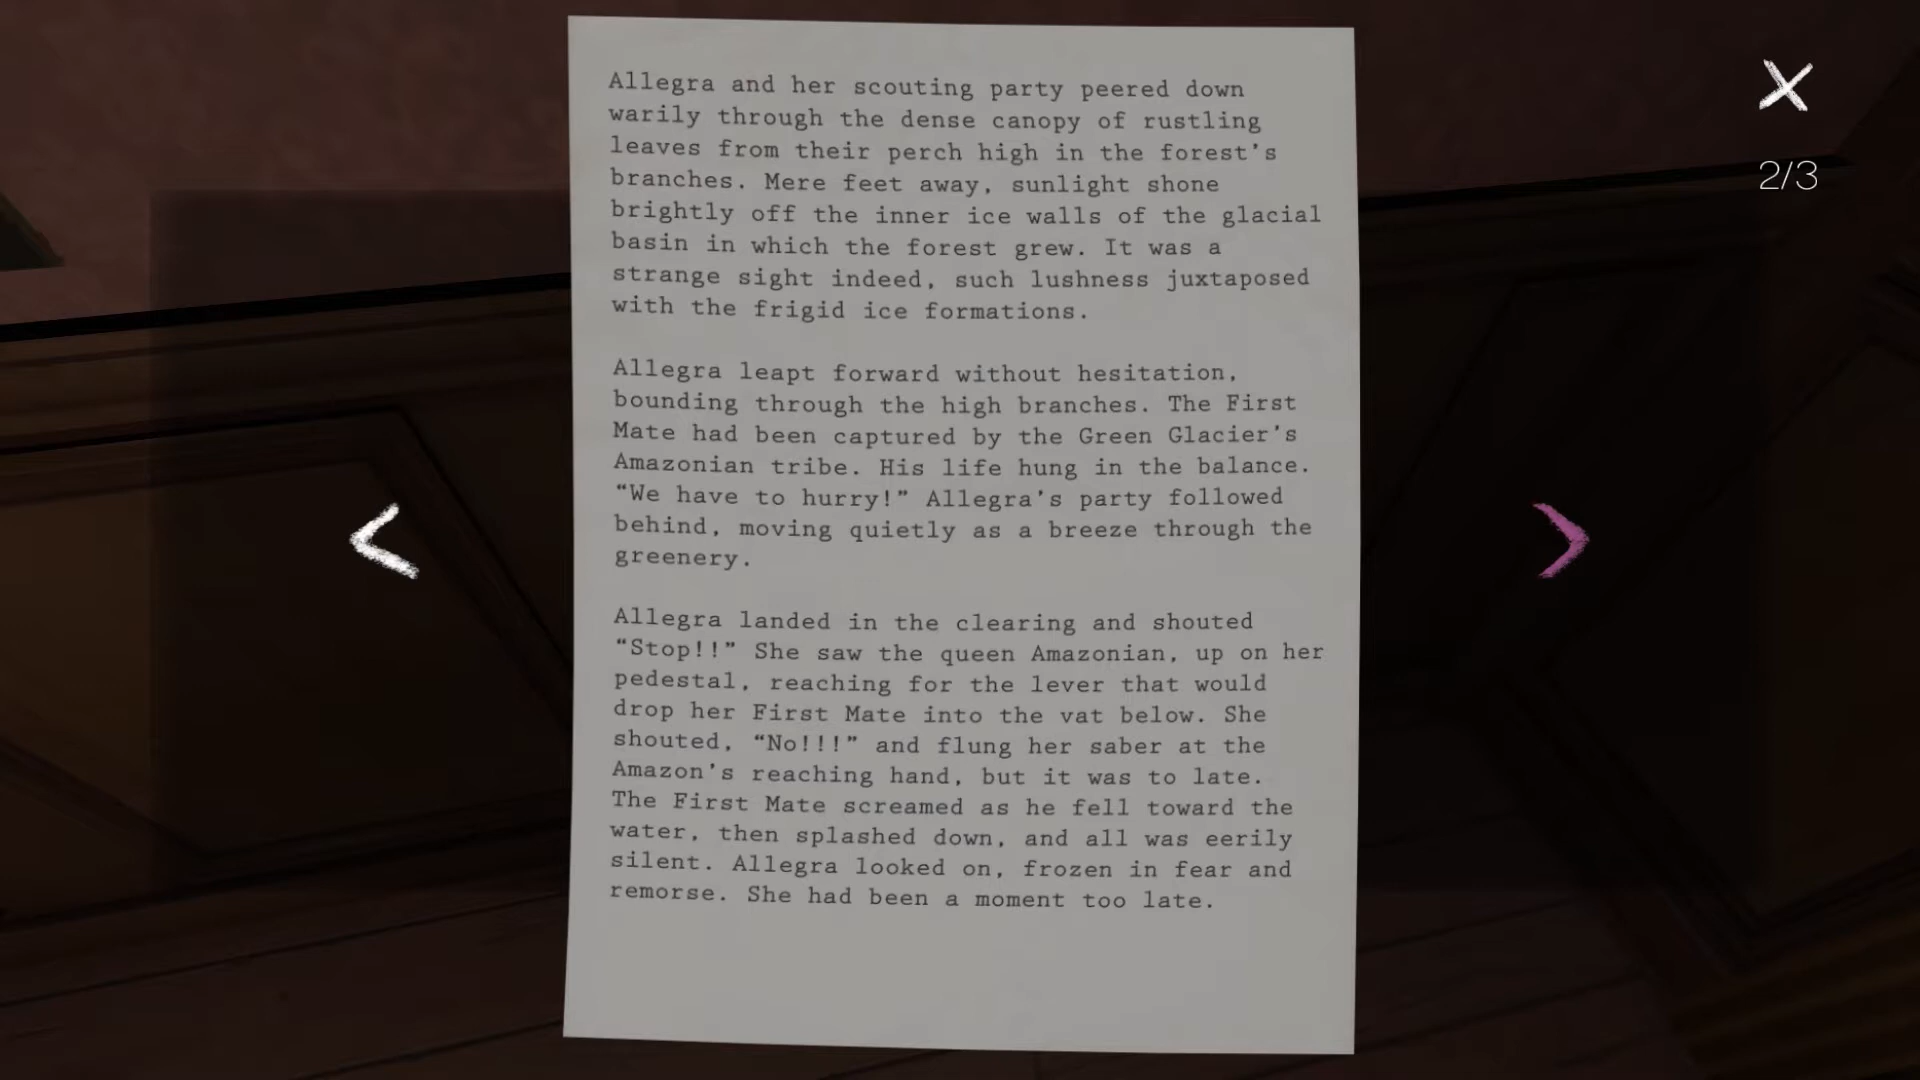 Allegra and her scouting party peered down
warily through the dense canopy of rustling
leaves from their perch high in the forest's
branches. Mere feet away, sunlight shone
brightly off the inner ice walls of the glacial
basin in which the forest grew. It was a
strange sight indeed, such lushness juxtaposed
with the frigid ice formations.
Allegra leapt forward without hesitation,
bounding through the high branches. The First
Mate had been captured by the Green Glacier's
Amazonian tribe. His life hung in the balance.
“We have to hurry!” Allegra's party followed
behind, moving quietly as a breeze through the
greenery.
Allegra landed in the clearing and shouted
“Stop!!” She saw the queen Amazonian, up on her
pedestal, reaching for the lever that would
drop her First Mate into the vat below. She
shouted, “No!!!” and flung her saber at the
Amazon's reaching hand, but it was to late.
The First Mate screamed as he fell toward the
water, then splashed down, and all was eerily
silent. Allegra looked on, frozen in fear and
remorse. She had been a moment too late.
2/3